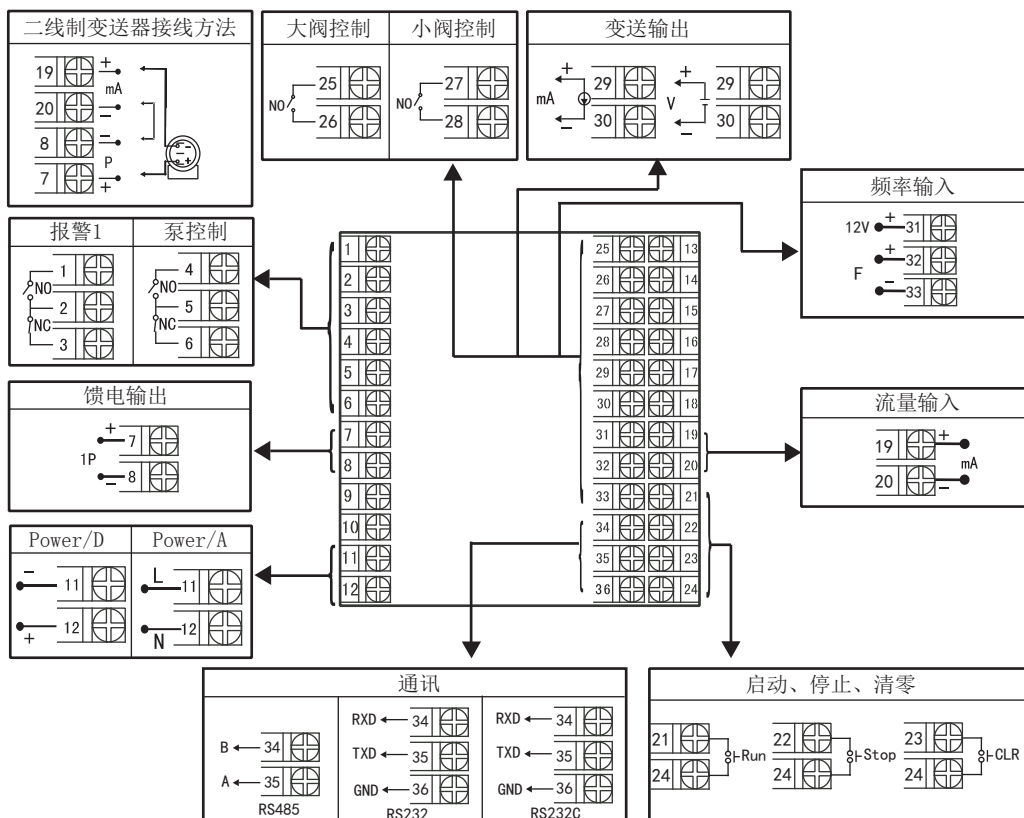 二线制变送器接线方法
19 + mA
20 −
8 − P
7 +
大阀控制 小阀控制
NO 25 26
NO 27 28
变送输出
mA + − 29 30
V + − 29 30
频率输入
12V + 31
F + 32
− 33
报警1 泵控制
1 NO 2 NC 3
4 NO 5 NC 6
馈电输出
1P + 7
− 8
Power/D Power/A
− 11
+ 12
L 11
N 12
1 25 13
2 26 14
3 27 15
4 28 16
5 29 17
6 30 18
7 31 19
8 32 20
9 33 21
10 34 22
11 35 23
12 36 24
流量输入
19 + mA
20 −
通讯
B 34
A 35
RS485
RXD 34
TXD 35
GND 36
RS232
RXD 34
TXD 35
GND 36
RS232C
启动、停止、清零
21 24 Run
22 24 Stop
23 24 CLR